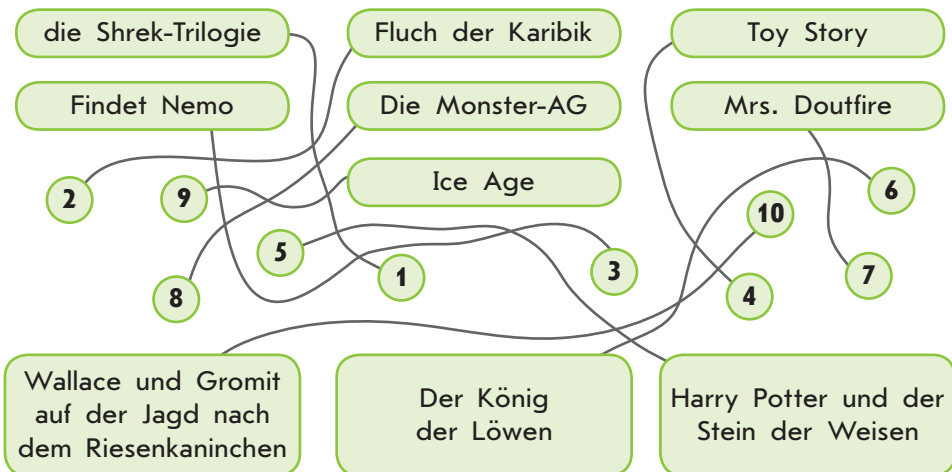 die Shrek-Trilogie
Fluch der Karibik
Toy Story
Findet Nemo
Die Monster-AG
Mrs. Doutfire
Ice Age
2
9
6
10
5
1
3
8
4
7
Wallace und Gromit
auf der Jagd nach
dem Riesenkaninchen
Der König
der Löwen
Harry Potter und der
Stein der Weisen